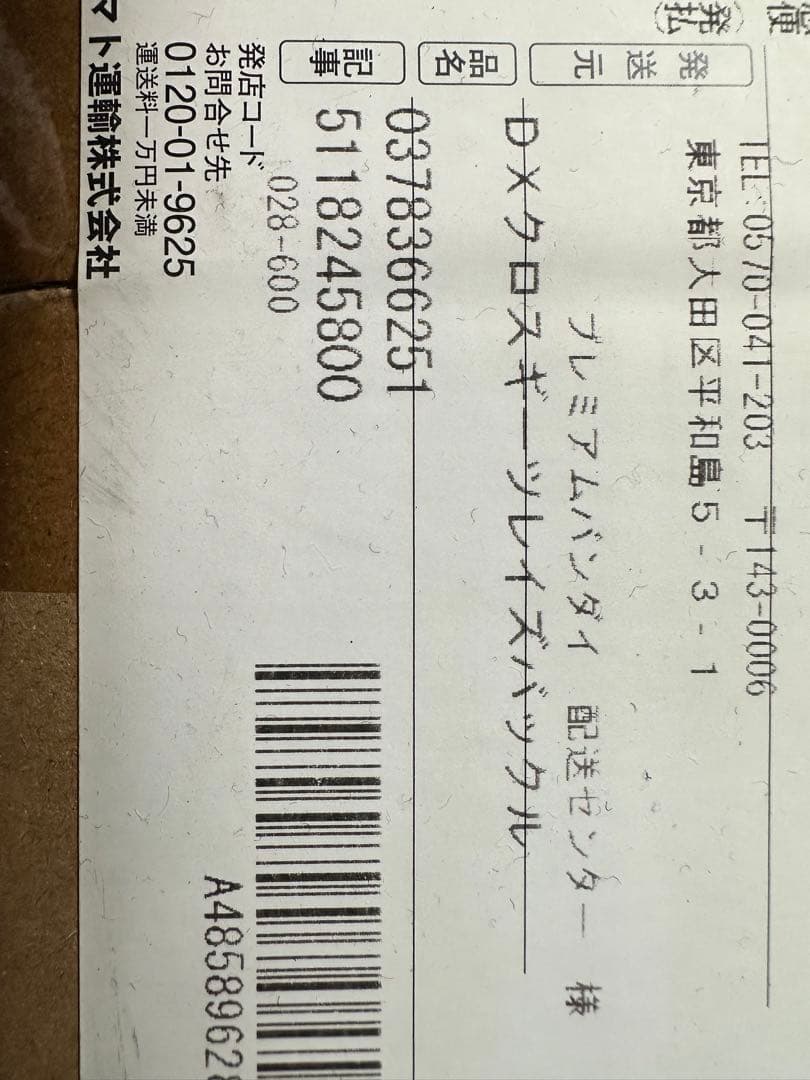 発払
発送元
TEL:0570-041-203 〒143-0006
東京都大田区平和島5-3-1
プレミアムバンダイ 配送センター 様
品名
DXクロスギーツレイズバックル
記事
03783662​51
5118245800
発店コード
028-600
お問合せ先
0120-01-9625
運送料一万円未満
マト運輸株式会社
A4858962